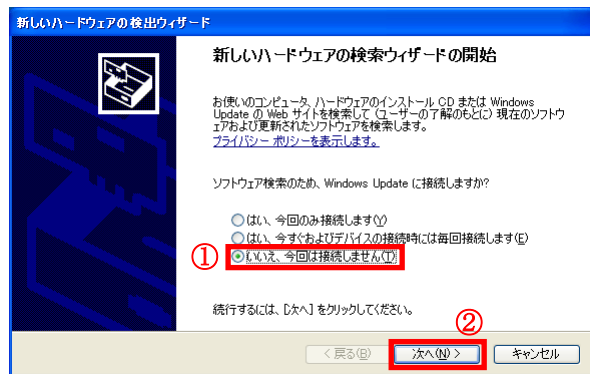 新しいハードウェアの検出ウィザード
新しいハードウェアの検索ウィザードの開始
お使いのコンピュータ、ハードウェアのインストール CD または Windows
Update の Web サイトを検索して (ユーザーの了解のもとに) 現在のソフトウ
ェアおよび更新されたソフトウェアを検索します。
プライバシー ポリシーを表示します。
ソフトウェア検索のため、Windows Update に接続しますか?
はい、今回のみ接続します(Y)
はい、今すぐおよびデバイスの接続時には毎回接続します(E)
① いいえ、今回は接続しません(T)
続行するには、[次へ] をクリックしてください。
②
< 戻る(B) 次へ(N) > キャンセル